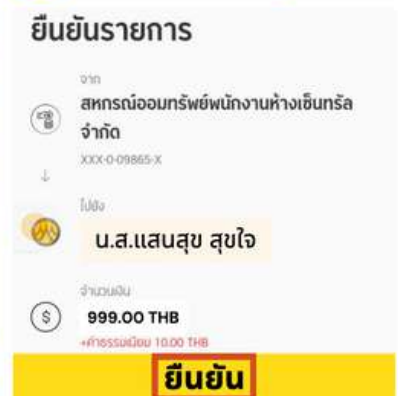 ยืนยันรายการ
จาก
สหกรณ์ออมทรัพย์พนักงานห้างเซ็นทรัล
จำกัด
XXX-0-09865-X
ไปยัง
น.ส.แสนสุข สุขใจ
จำนวนเงิน
$
999.00 THB
+ค่าธรรมเนียม 10.00 THB
ยืนยัน